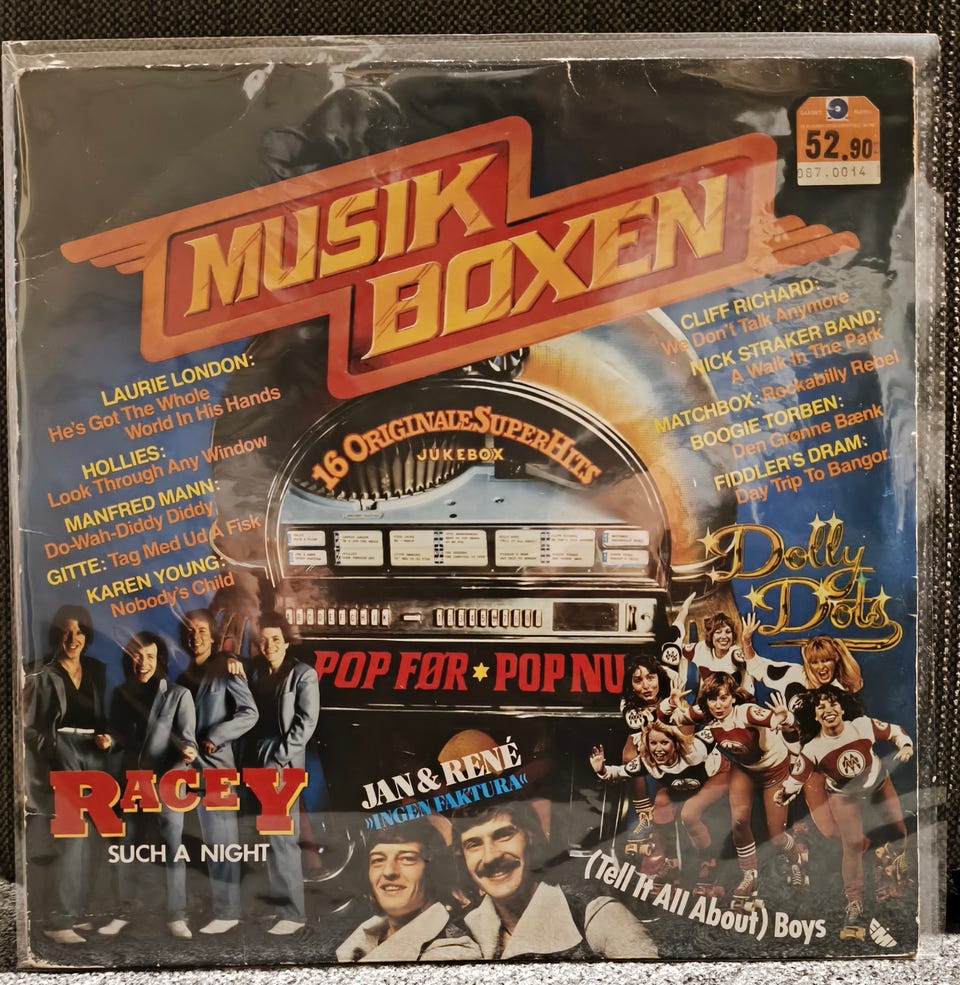 52.90
087.0014
MUSIK
BOXEN
LAURIE LONDON:
He's Got The Whole
World In His Hands
HOLLIES:
Look Through Any Window
MANFRED MANN:
Do-Wah-Diddy Diddy
GITTE: Tag Med Ud Å Fisk
KAREN YOUNG:
Nobody's Child
CLIFF RICHARD:
We Don't Talk Anymore
NICK STRAKER BAND:
A Walk In The Park
MATCHBOX: Rockabilly Rebel
BOOGIE TORBEN:
Den Grønne Bænk
FIDDLER'S DRAM:
Day Trip To Bangor
16 ORIGINALE SUPERHITS
JUKEBOX
POP FØR ★ POP NU
Dolly
Dots
RACEY
SUCH A NIGHT
JAN & RENÉ
»INGEN FAKTURA«
(Tell It All About) Boys
EMI